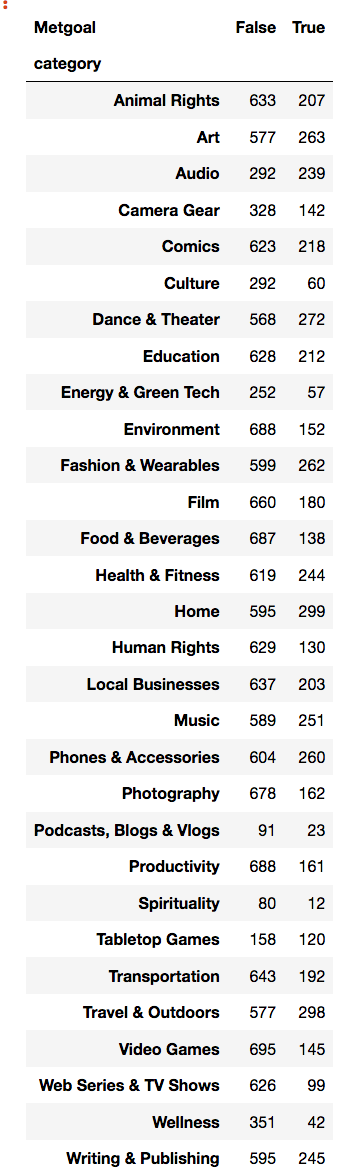 Metgoal False True
category
Animal Rights 633 207
Art 577 263
Audio 292 239
Camera Gear 328 142
Comics 623 218
Culture 292 60
Dance & Theater 568 272
Education 628 212
Energy & Green Tech 252 57
Environment 688 152
Fashion & Wearables 599 262
Film 660 180
Food & Beverages 687 138
Health & Fitness 619 244
Home 595 299
Human Rights 629 130
Local Businesses 637 203
Music 589 251
Phones & Accessories 604 260
Photography 678 162
Podcasts, Blogs & Vlogs 91 23
Productivity 688 161
Spirituality 80 12
Tabletop Games 158 120
Transportation 643 192
Travel & Outdoors 577 298
Video Games 695 145
Web Series & TV Shows 626 99
Wellness 351 42
Writing & Publishing 595 245